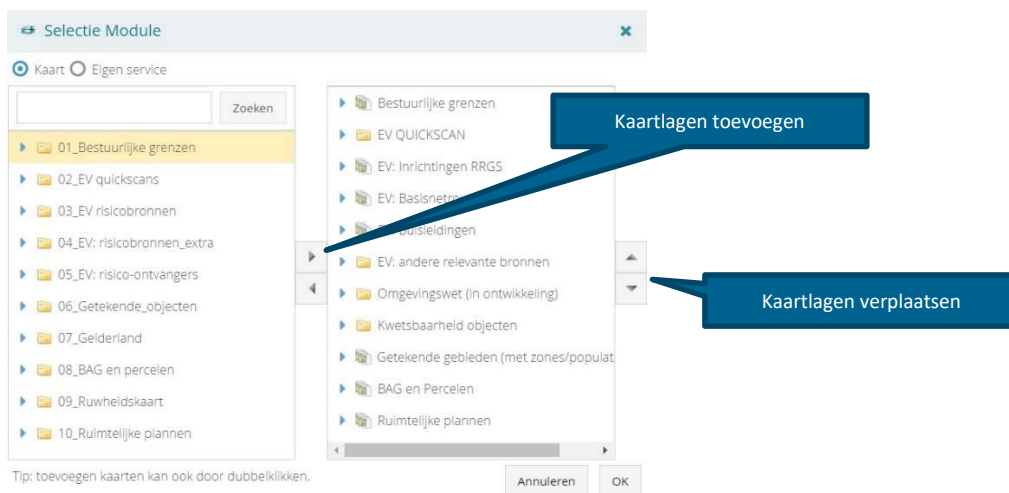 Selectie Module
Kaart Eigen service
Zoeken
01_Bestuurlijke grenzen
02_EV quickscans
03_EV risicobronnen
04_EV: risicobronnen_extra
05_EV: risico-ontvangers
06_Getekende_objecten
07_Gelderland
08_BAG en percelen
09_Ruwheidskaart
10_Ruimtelijke plannen
Bestuurlijke grenzen
EV QUICKSCAN
EV: Inrichtingen RRGS
EV:
EV: andere relevante bronnen
Omgevingswet (in ontwikkeling)
Kwetsbaarheid objecten
Getekende gebieden (met zones/populat
BAG en Percelen
Ruimtelijke plannen
Kaartlagen toevoegen
Kaartlagen verplaatsen
Tip: toevoegen kaarten kan ook door dubbelklikken.
Annuleren OK